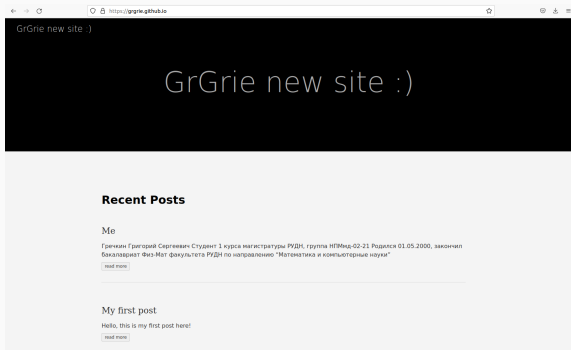 https://grgrie.github.io
GrGrie new site :)
GrGrie new site :)
Recent Posts
Me
Гречкин Григорий Сергеевич Студент 1 курса магистратуры РУДН, группа НПМмд-02-21 Родился 01.05.2000, закончил
бакалавриат Физ-Мат факультета РУДН по направлению "Математика и компьютерные науки"
read more
My first post
Hello, this is my first post here!
read more